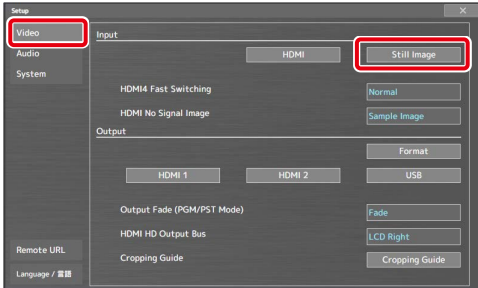 Setup
Video
Audio
System
Remote URL
Language / 言語
Input
HDMI
Still Image
HDMI4 Fast Switching
Normal
HDMI No Signal Image
Sample Image
Output
Format
HDMI 1
HDMI 2
USB
Output Fade (PGM/PST Mode)
Fade
HDMI HD Output Bus
LCD Right
Cropping Guide
Cropping Guide